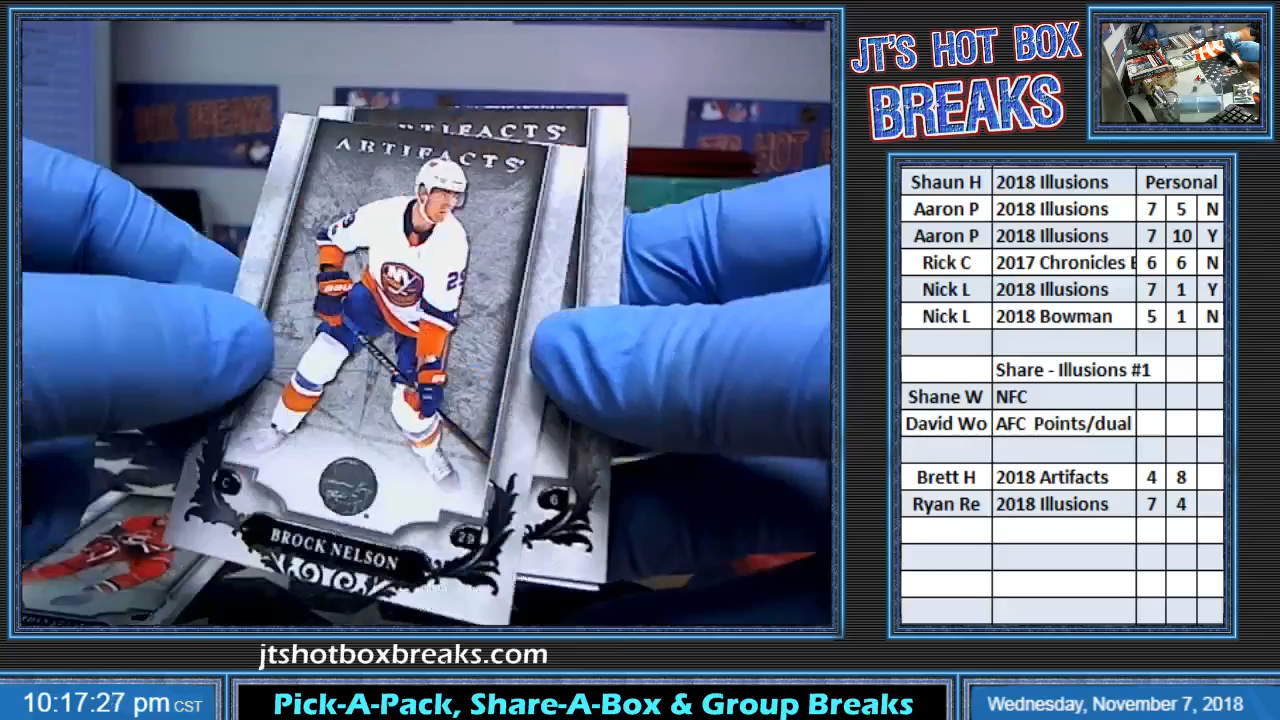 JT'S HOT BOX
BREAKS
ARTIFACTS
ARTIFACTS
NY
29
C
29
6
BROCK NELSON
Shaun H 2018 Illusions Personal
Aaron P 2018 Illusions 7 5 N
Aaron P 2018 Illusions 7 10 Y
Rick C 2017 Chronicles 6 6 N
Nick L 2018 Illusions 7 1 Y
Nick L 2018 Bowman 5 1 N
Share - Illusions #1
Shane W NFC
David Wo AFC Points/dual
Brett H 2018 Artifacts 4 8
Ryan Re 2018 Illusions 7 4
jtshotboxbreaks.com
10:17:27 pm CST
Pick-A-Pack, Share-A-Box & Group Breaks
Wednesday, November 7, 2018